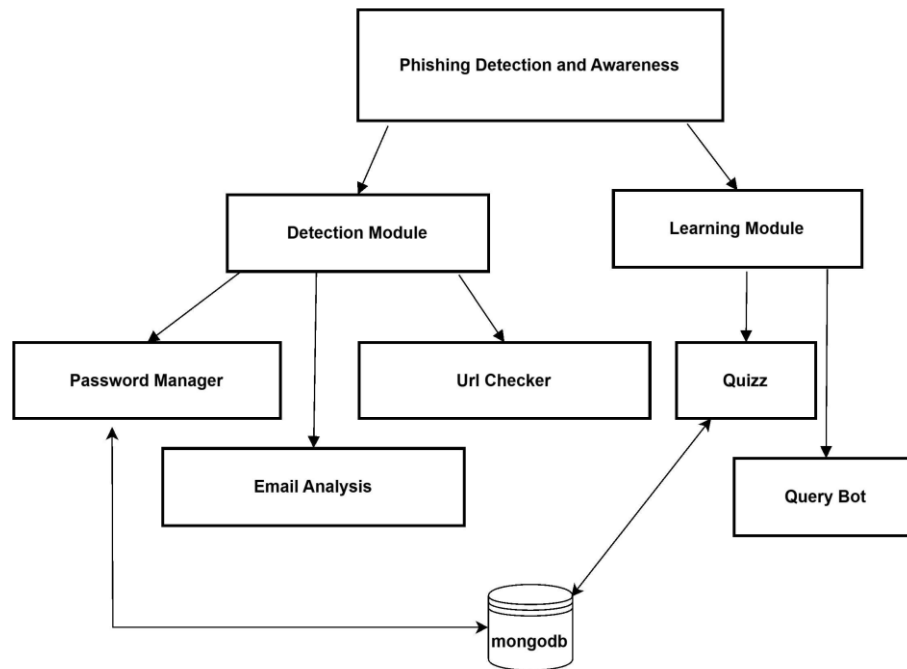 Phishing Detection and Awareness
Detection Module
Learning Module
Password Manager
Url Checker
Quizz
Email Analysis
Query Bot
mongodb